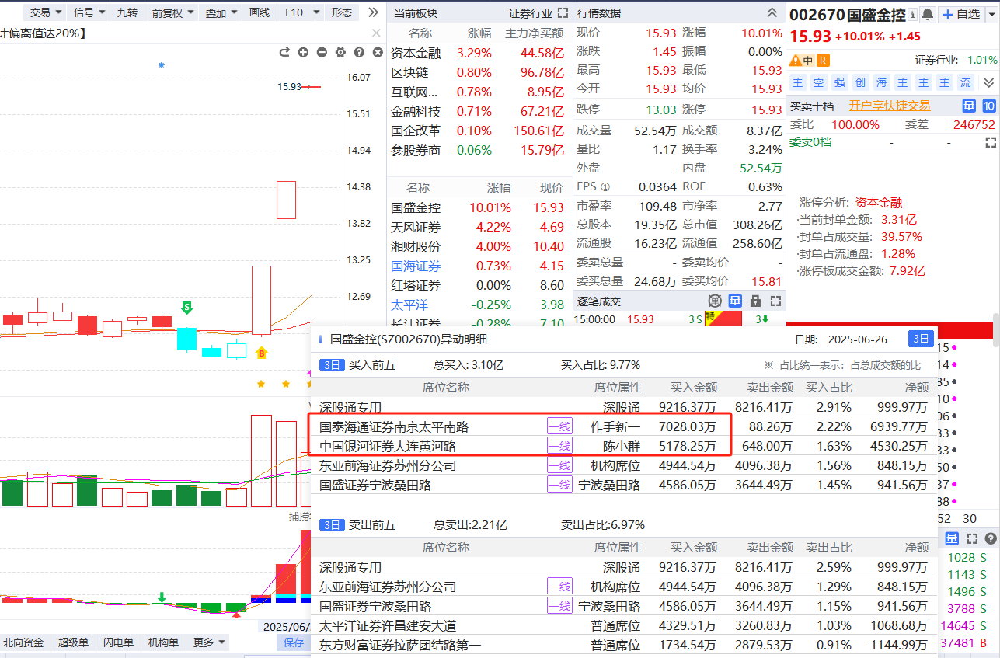 交易 信号 九转 前复权 叠加 画线 F10 形态
计偏离值达20%】
16.07
15.93
15.51
14.94
14.38
13.82
13.25
12.69
S
B
捕捞
2025/06/
北向资金 超级单 闪电单 机构单 更多 保存
当前板块 证券行业
名称 涨幅 主力净买额
资本金融 3.29% 44.58亿
区块链 0.80% 96.78亿
互联网... 0.78% 8.95亿
金融科技 0.71% 67.21亿
国企改革 0.10% 150.61亿
参股券商 -0.06% 15.79亿
名称 涨幅 现价
国盛金控 10.01% 15.93
天风证券 4.22% 4.69
湘财股份 4.00% 10.40
国海证券 0.73% 4.15
红塔证券 0.00% 8.60
太平洋 -0.25% 3.98
长江证券 -0.28% 7.10
行情数据
现价 15.93 涨幅 10.01%
涨跌 1.45 振幅 0.00%
最高 15.93 最低 15.93
今开 15.93 均价 15.93
跌停 13.03 涨停 15.93
成交量 52.54万 成交额 8.37亿
量比 1.17 换手率 3.24%
外盘 - 内盘 52.54万
EPS ① 0.0364 ROE 0.63%
市盈率 109.48 市净率 2.77
总股本 19.35亿 总市值 308.26亿
流通股 16.23亿 流通值 258.60亿
委卖总量 - 委卖均价 -
委买总量 24.68万 委买均价 15.81
逐笔成交 单 量
15:00:00 15.93 3 S 特 3
002670国盛金控 自选
15.93 +10.01% +1.45
中 R 证券行业: -1.01%
主 空 强 创 海 主 主 主 流
买卖十档 开户享快捷交易 量 10
委比 100.00% 委差 246752
委卖0档 - -
涨停分析: 资本金融
·当前封单金额: 3.31亿
·封单占成交量: 39.57%
·封单占流通盘: 1.28%
·涨停板成交金额: 7.92亿
国盛金控(SZ002670)异动明细 日期: 2025-06-26 3日
3日 买入前五 总买入: 3.10亿 买入占比: 9.77% ※ 占比统一表示：占总成交额的比
席位名称 席位属性 买入金额 卖出金额 买入占比 净额
深股通专用 深股通 9216.37万 8216.41万 2.91% 999.97万
国泰海通证券南京太平南路 一线 作手新一 7028.03万 88.26万 2.22% 6939.77万
中国银河证券大连黄河路 一线 陈小群 5178.25万 648.00万 1.63% 4530.25万
东亚前海证券苏州分公司 一线 机构席位 4944.54万 4096.38万 1.56% 848.15万
国盛证券宁波桑田路 一线 宁波桑田路 4586.05万 3644.49万 1.45% 941.56万
3日 卖出前五 总卖出:2.21亿 卖出占比:6.97%
席位名称 席位属性 买入金额 卖出金额 卖出占比 净额
深股通专用 深股通 9216.37万 8216.41万 2.59% 999.97万
东亚前海证券苏州分公司 一线 机构席位 4944.54万 4096.38万 1.29% 848.15万
国盛证券宁波桑田路 一线 宁波桑田路 4586.05万 3644.49万 1.15% 941.56万
太平洋证券许昌建安大道 普通席位 4329.51万 3260.83万 1.03% 1068.68万
东方财富证券拉萨团结路第一 普通席位 1734.54万 2879.53万 0.91% -1144.99万
15
14
35
10
06
33
33
60
37
88
52 30
量
1028 S
1143 S
1496 S
3788 S
14645 S
37481 B